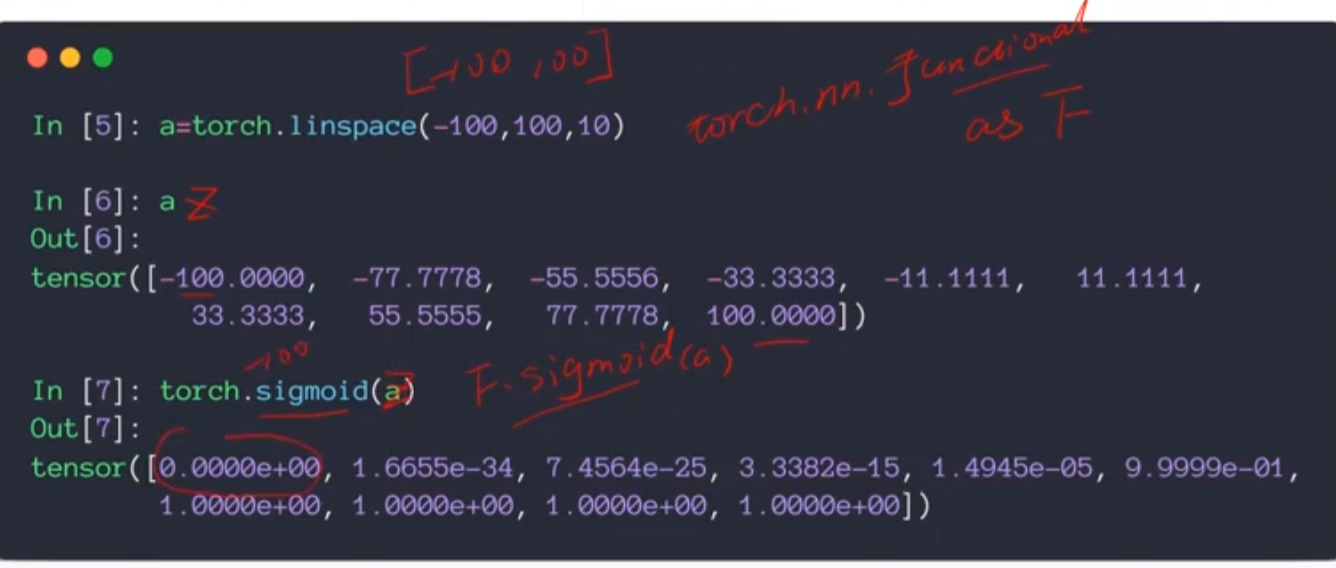 [-100,00]
torch.nn.functional
as F
In [5]: a=torch.linspace(-100,100,10)
In [6]: a Z
Out[6]:
tensor([-100.0000, -77.7778, -55.5556, -33.3333, -11.1111, 11.1111,
33.3333, 55.5555, 77.7778, 100.0000])
-100
In [7]: torch.sigmoid(a) F.sigmoid(a)
Out[7]:
tensor([0.0000e+00, 1.6655e-34, 7.4564e-25, 3.3382e-15, 1.4945e-05, 9.9999e-01,
1.0000e+00, 1.0000e+00, 1.0000e+00, 1.0000e+00])